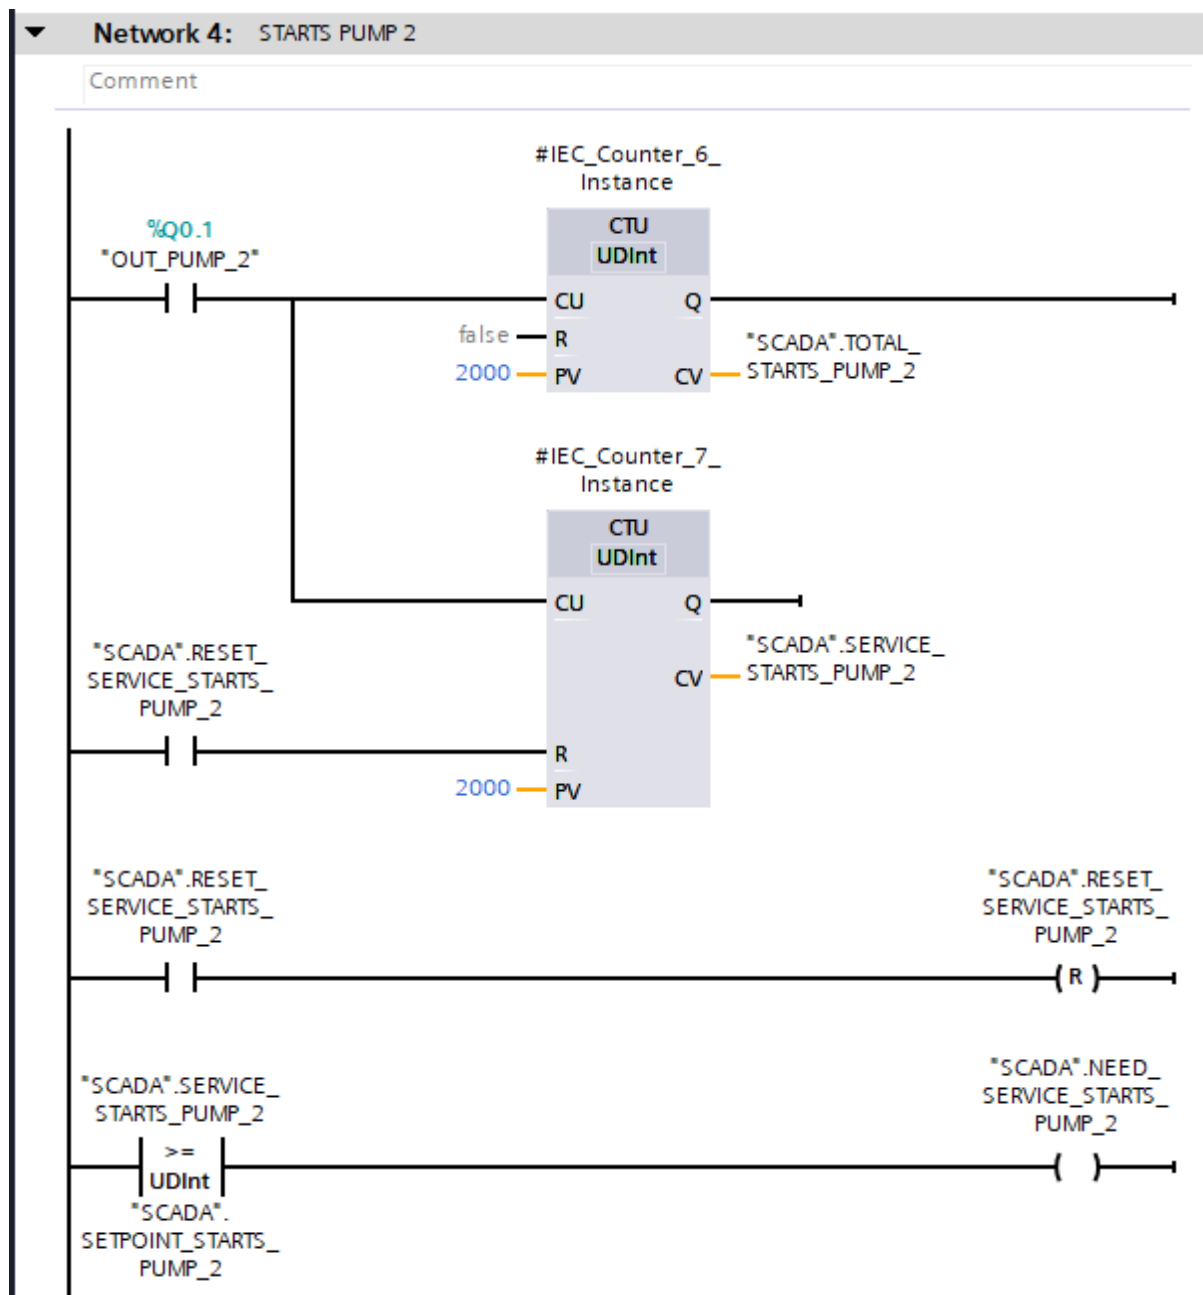 Network 4: STARTS PUMP 2
Comment
#IEC_Counter_6_
Instance
CTU
UDInt
%Q0.1
"OUT_PUMP_2"
CU Q
false R
2000 PV CV
"SCADA".TOTAL_
STARTS_PUMP_2
#IEC_Counter_7_
Instance
CTU
UDInt
CU Q
CV
"SCADA".SERVICE_
STARTS_PUMP_2
"SCADA".RESET_
SERVICE_STARTS_
PUMP_2
R
2000 PV
"SCADA".RESET_
SERVICE_STARTS_
PUMP_2
"SCADA".RESET_
SERVICE_STARTS_
PUMP_2
( R )
"SCADA".SERVICE_
STARTS_PUMP_2
>=
UDInt
"SCADA".
SETPOINT_STARTS_
PUMP_2
"SCADA".NEED_
SERVICE_STARTS_
PUMP_2
( )